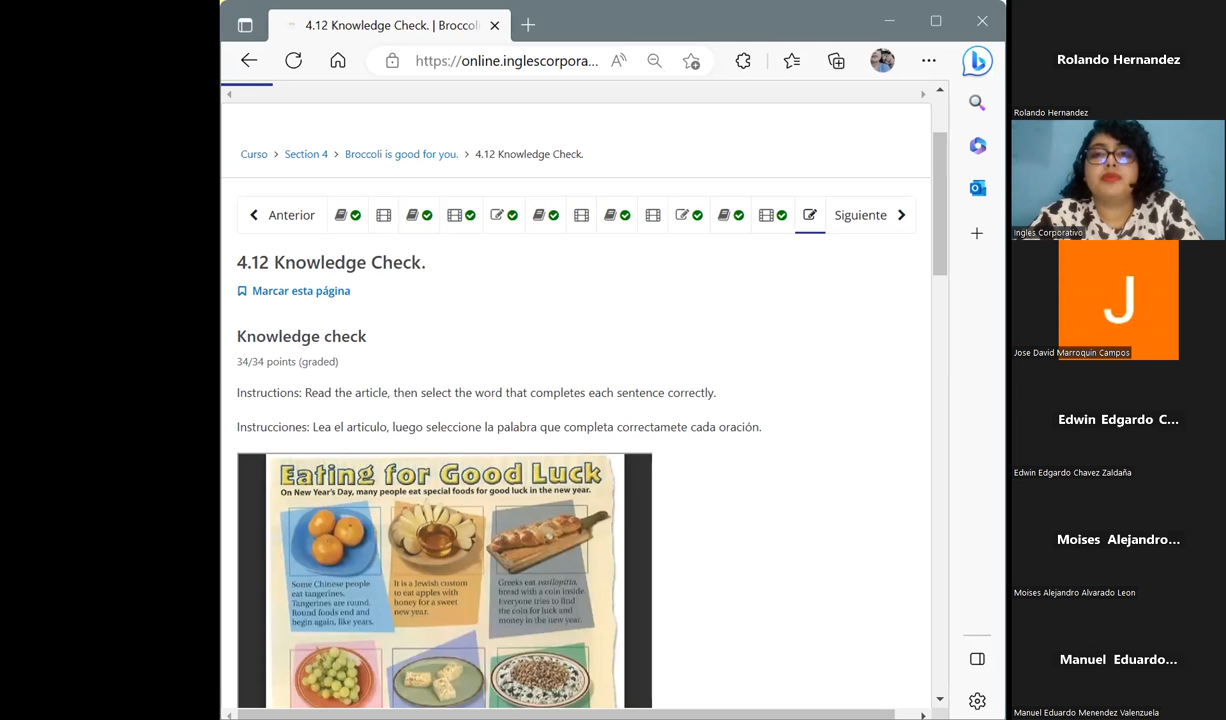 4.12 Knowledge Check. | Broccoli
https://online.inglescorpora...
Curso > Section 4 > Broccoli is good for you. > 4.12 Knowledge Check.
Anterior
Siguiente
4.12 Knowledge Check.
Marcar esta página
Knowledge check
34/34 points (graded)
Instructions: Read the article, then select the word that completes each sentence correctly.
Instrucciones: Lea el articulo, luego seleccione la palabra que completa correctamete cada oración.
Eating for Good Luck
On New Year's Day, many people eat special foods for good luck in the new year.
Some Chinese people
eat tangerines.
Tangerines are round.
Round foods end and
begin again, like years.
It is a Jewish custom
to eat apples with
honey for a sweet
new year.
Greeks eat vasilopitta,
bread with a coin inside.
Everyone tries to find
the coin for luck and
money in the new year.
Rolando Hernandez
Rolando Hernandez
Ingles Corporativo
J
Jose David Marroquin Campos
Edwin Edgardo C...
Edwin Edgardo Chavez Zaldaña
Moises Alejandro...
Moises Alejandro Alvarado Leon
Manuel Eduardo...
Manuel Eduardo Menendez Valenzuela